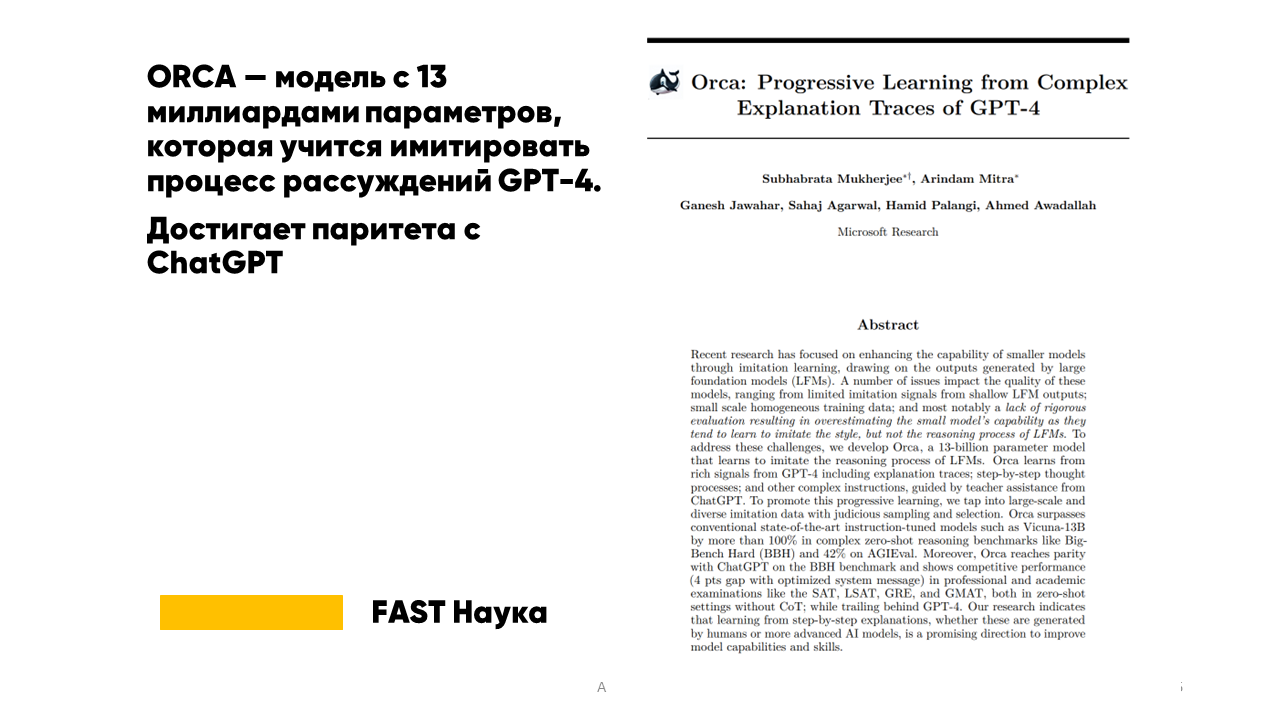 ORCA — модель с 13
миллиардами параметров,
которая учится имитировать
процесс рассуждений GPT-4.
Достигает паритета с
ChatGPT
FAST Наука
Orca: Progressive Learning from Complex
Explanation Traces of GPT-4
Subhabrata Mukherjee*†, Arindam Mitra*
Ganesh Jawahar, Sahaj Agarwal, Hamid Palangi, Ahmed Awadallah
Microsoft Research
Abstract
Recent research has focused on enhancing the capability of smaller models
through imitation learning, drawing on the outputs generated by large
foundation models (LFMs). A number of issues impact the quality of these
models, ranging from limited imitation signals from shallow LFM outputs;
small scale homogeneous training data; and most notably a lack of rigorous
evaluation resulting in overestimating the small model's capability as they
tend to learn to imitate the style, but not the reasoning process of LFMs. To
address these challenges, we develop Orca, a 13-billion parameter model
that learns to imitate the reasoning process of LFMs. Orca learns from
rich signals from GPT-4 including explanation traces; step-by-step thought
processes; and other complex instructions, guided by teacher assistance from
ChatGPT. To promote this progressive learning, we tap into large-scale and
diverse imitation data with judicious sampling and selection. Orca surpasses
conventional state-of-the-art instruction-tuned models such as Vicuna-13B
by more than 100% in complex zero-shot reasoning benchmarks like Big-
Bench Hard (BBH) and 42% on AGIEval. Moreover, Orca reaches parity
with ChatGPT on the BBH benchmark and shows competitive performance
(4 pts gap with optimized system message) in professional and academic
examinations like the SAT, LSAT, GRE, and GMAT, both in zero-shot
settings without CoT; while trailing behind GPT-4. Our research indicates
that learning from step-by-step explanations, whether these are generated
by humans or more advanced AI models, is a promising direction to improve
model capabilities and skills.
A